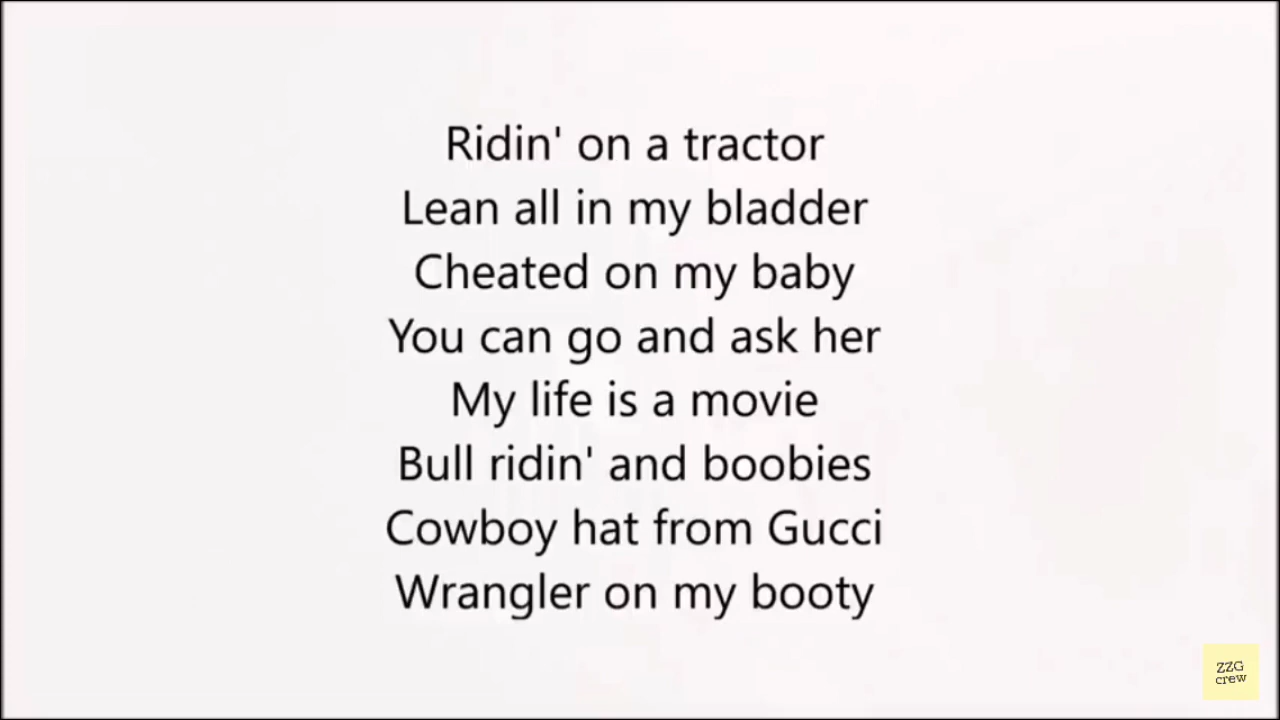 Ridin' on a tractor
Lean all in my bladder
Cheated on my baby
You can go and ask her
My life is a movie
Bull ridin' and boobies
Cowboy hat from Gucci
Wrangler on my booty
ZZG
crew